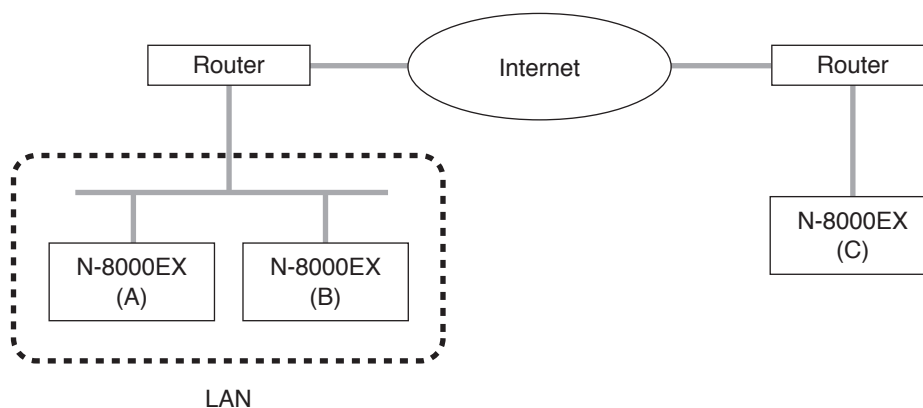 Router
Internet
Router
N-8000EX
(A)
N-8000EX
(B)
N-8000EX
(C)
LAN